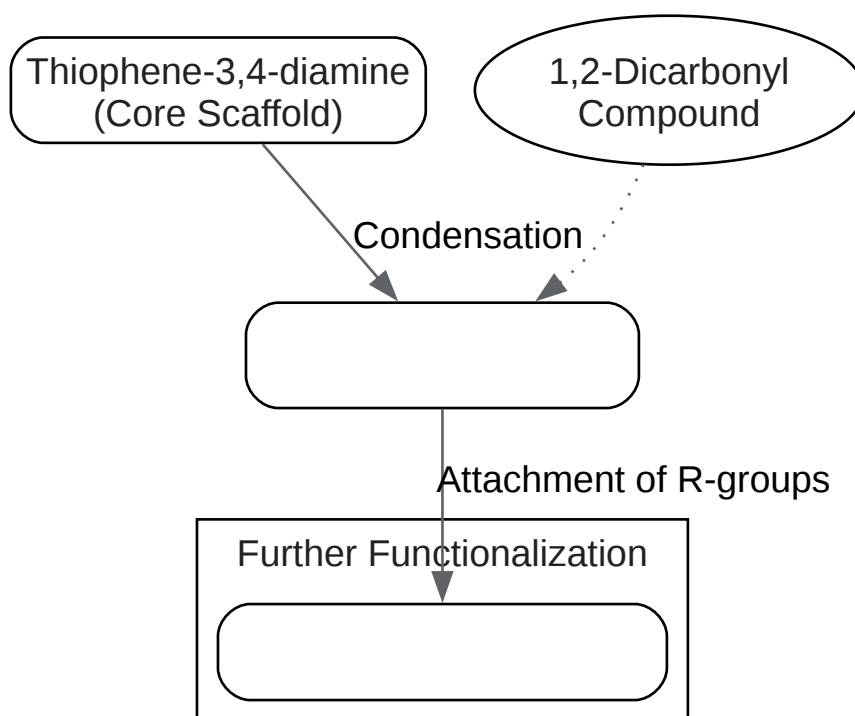 Thiophene-3,4-diamine
(Core Scaffold)
1,2-Dicarbonyl
Compound
Condensation
Attachment of R-groups
Further Functionalization